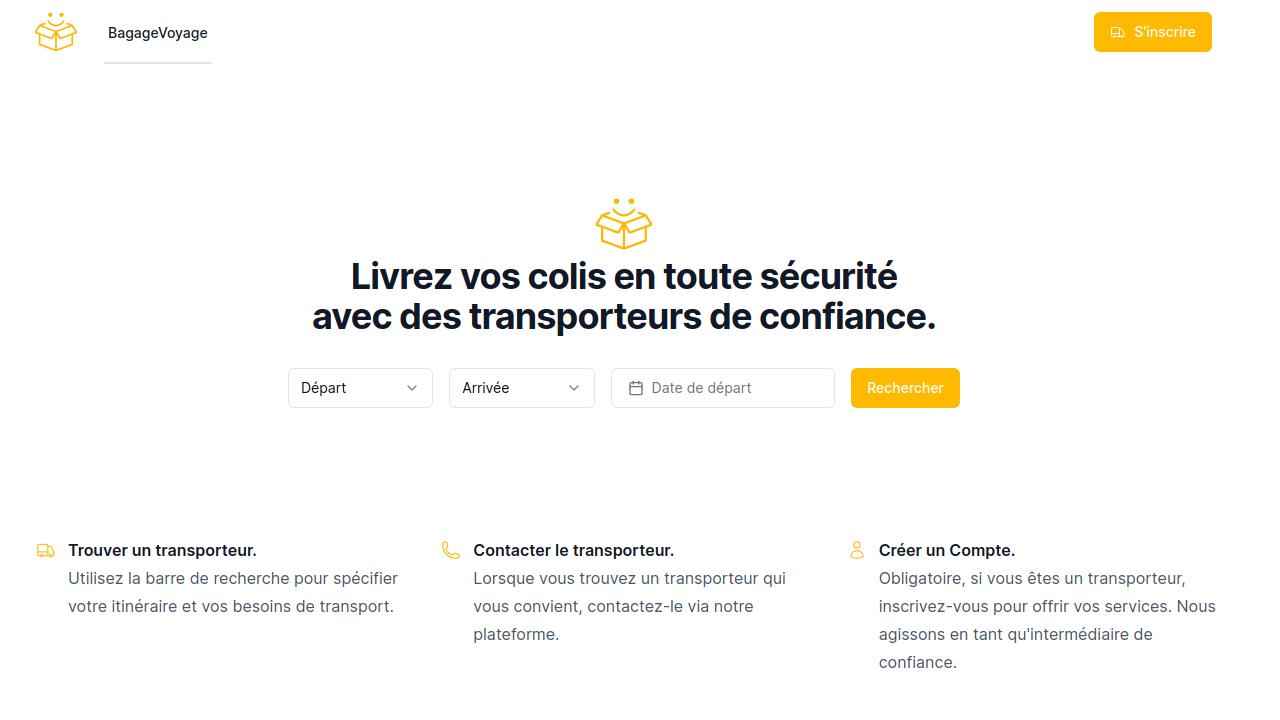 BagageVoyage
S'inscrire
Livrez vos colis en toute sécurité
avec des transporteurs de confiance.
Départ
Arrivée
Date de départ
Rechercher
Trouver un transporteur.
Utilisez la barre de recherche pour spécifier
votre itinéraire et vos besoins de transport.
Contacter le transporteur.
Lorsque vous trouvez un transporteur qui
vous convient, contactez-le via notre
plateforme.
Créer un Compte.
Obligatoire, si vous êtes un transporteur,
inscrivez-vous pour offrir vos services. Nous
agissons en tant qu'intermédiaire de
confiance.